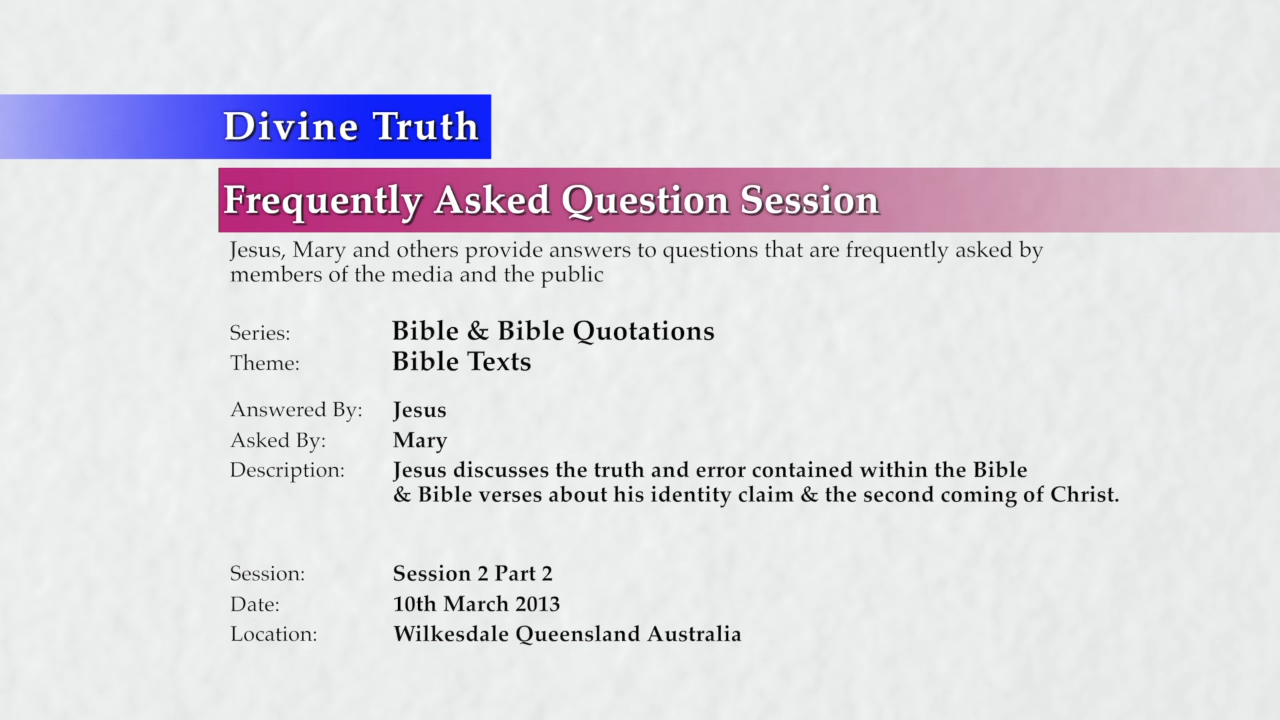 Divine Truth
Frequently Asked Question Session
Jesus, Mary and others provide answers to questions that are frequently asked by
members of the media and the public
Series: Bible & Bible Quotations
Theme: Bible Texts
Answered By: Jesus
Asked By: Mary
Description: Jesus discusses the truth and error contained within the Bible
& Bible verses about his identity claim & the second coming of Christ.
Session: Session 2 Part 2
Date: 10th March 2013
Location: Wilkesdale Queensland Australia